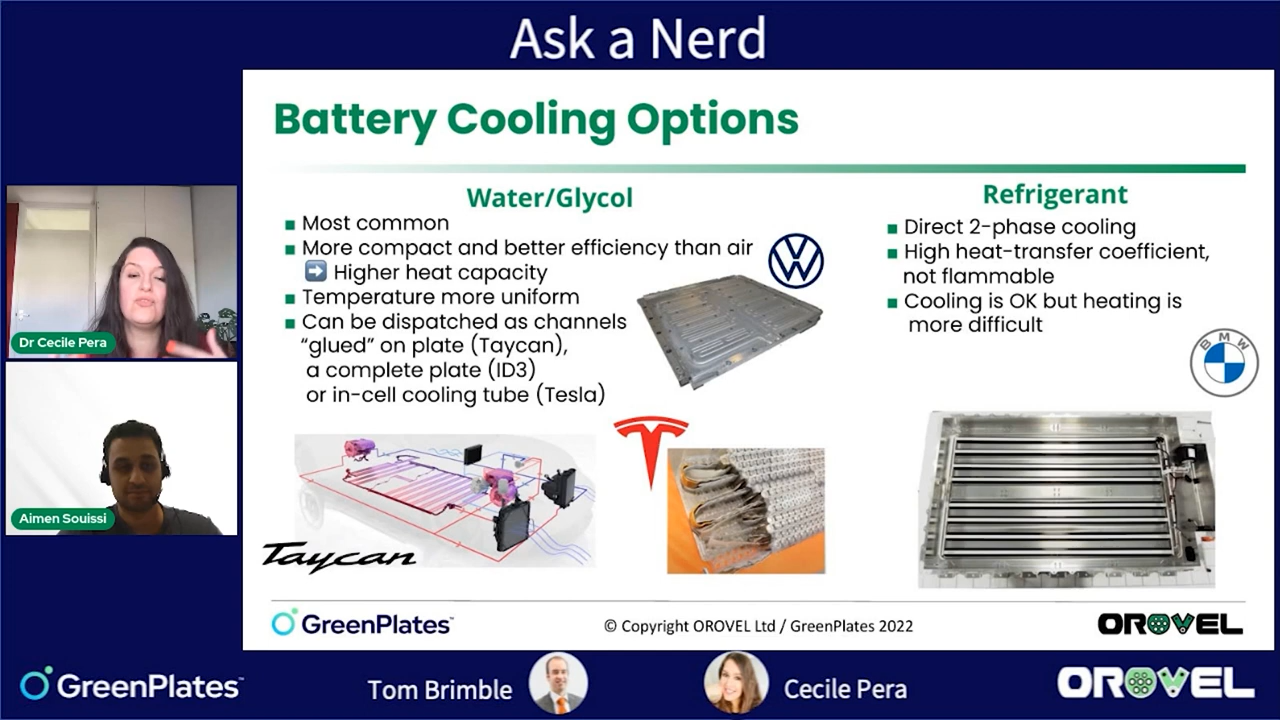 Ask a Nerd
Battery Cooling Options
Water/Glycol
Most common
More compact and better efficiency than air
Higher heat capacity
Temperature more uniform
Can be dispatched as channels
“glued” on plate (Taycan),
a complete plate (ID3)
or in-cell cooling tube (Tesla)
Taycan
Refrigerant
Direct 2-phase cooling
High heat-transfer coefficient,
not flammable
Cooling is OK but heating is
more difficult
BMW
Dr Cecile Pera
Aimen Souissi
GreenPlates™
© Copyright OROVEL Ltd / GreenPlates 2022
OROVEL
GreenPlates™
Tom Brimble
Cecile Pera
OROVEL